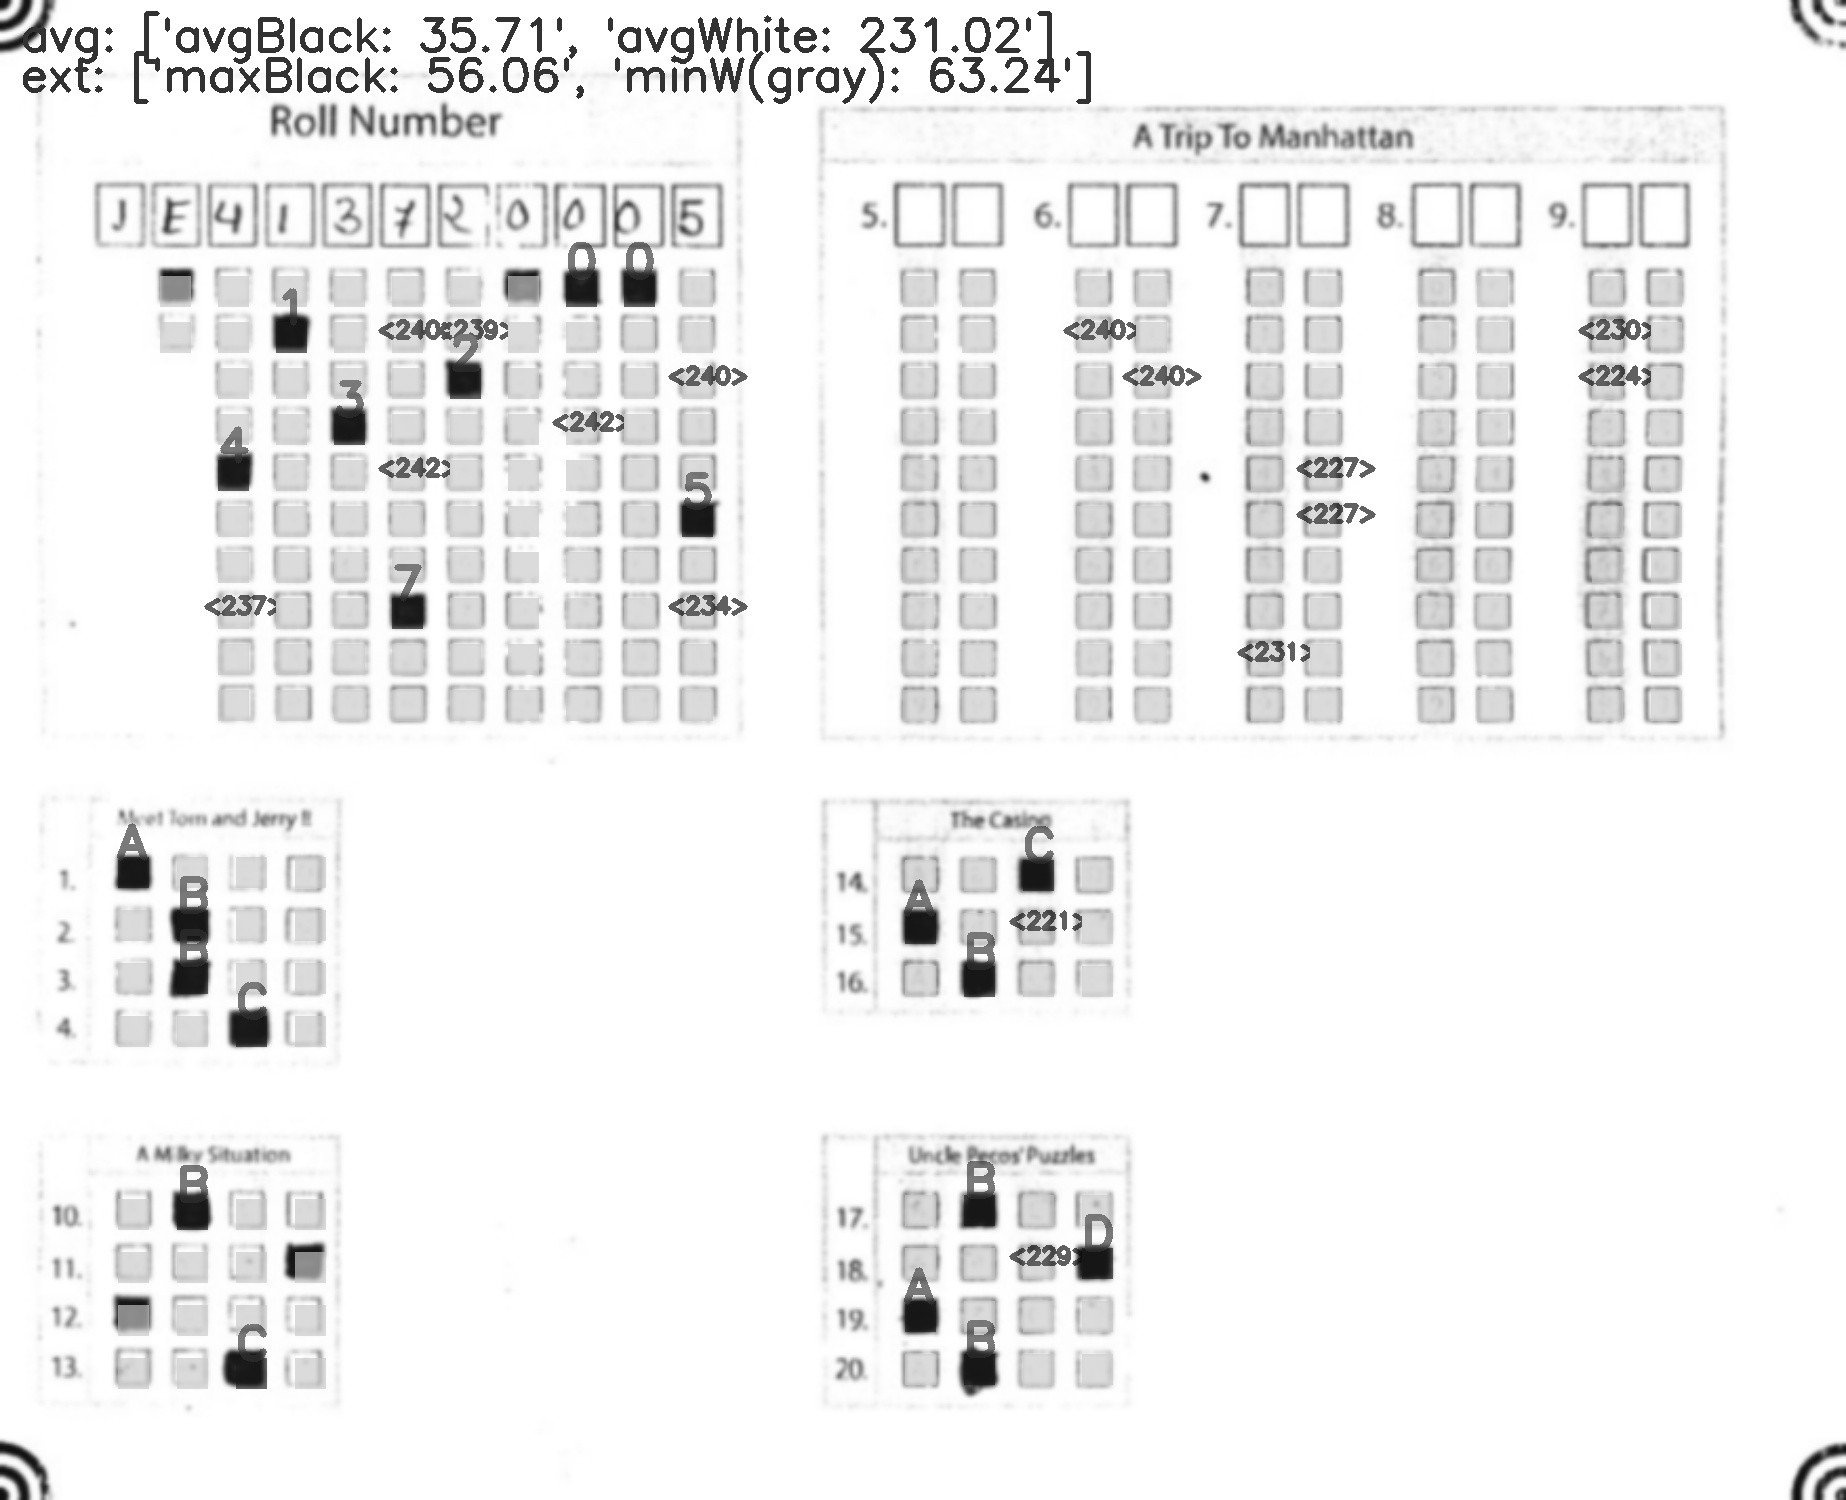 avg: ['avgBlack: 35.71', 'avgWhite: 231.02']
ext: ['maxBlack: 56.06', 'minW(gray): 63.24']
Roll Number
J E 4 1 3 7 2 0 0 0 5
0 0
1 <240> <239>
2 <240>
3 <242>
4 <242>
5
7
<237> <234>
A Trip To Manhattan
5. 6. 7. 8. 9.
<240> <230>
<240> <224>
<227>
<227>
<231>
Meet Tom and Jerry !!
A
1.
B
2.
B
3.
C
4.
The Casino
C
14.
A
15. <221>
B
16.
A Milky Situation
B
10.
11.
12.
C
13.
Uncle Pecos' Puzzles
B
17.
D
18. <229>
A
19.
B
20.